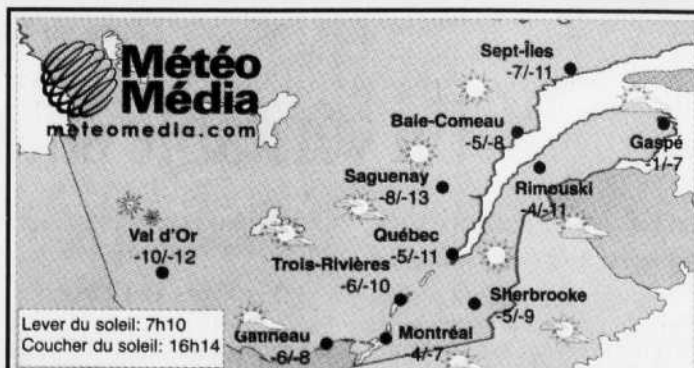 Météo
Média
meteomedia.com
Sept-Îles
-7/-11
Baie-Comeau
-5/-8
Gaspé
-1/-7
Saguenay
-8/-13
Rimouski
-4/-11
Val d'Or
-10/-12
Québec
-5/-11
Trois-Rivières
-6/-10
Sherbrooke
-5/-9
Lever du soleil: 7h10
Coucher du soleil: 16h14
Gatineau
-6/-8
Montréal
-4/-7